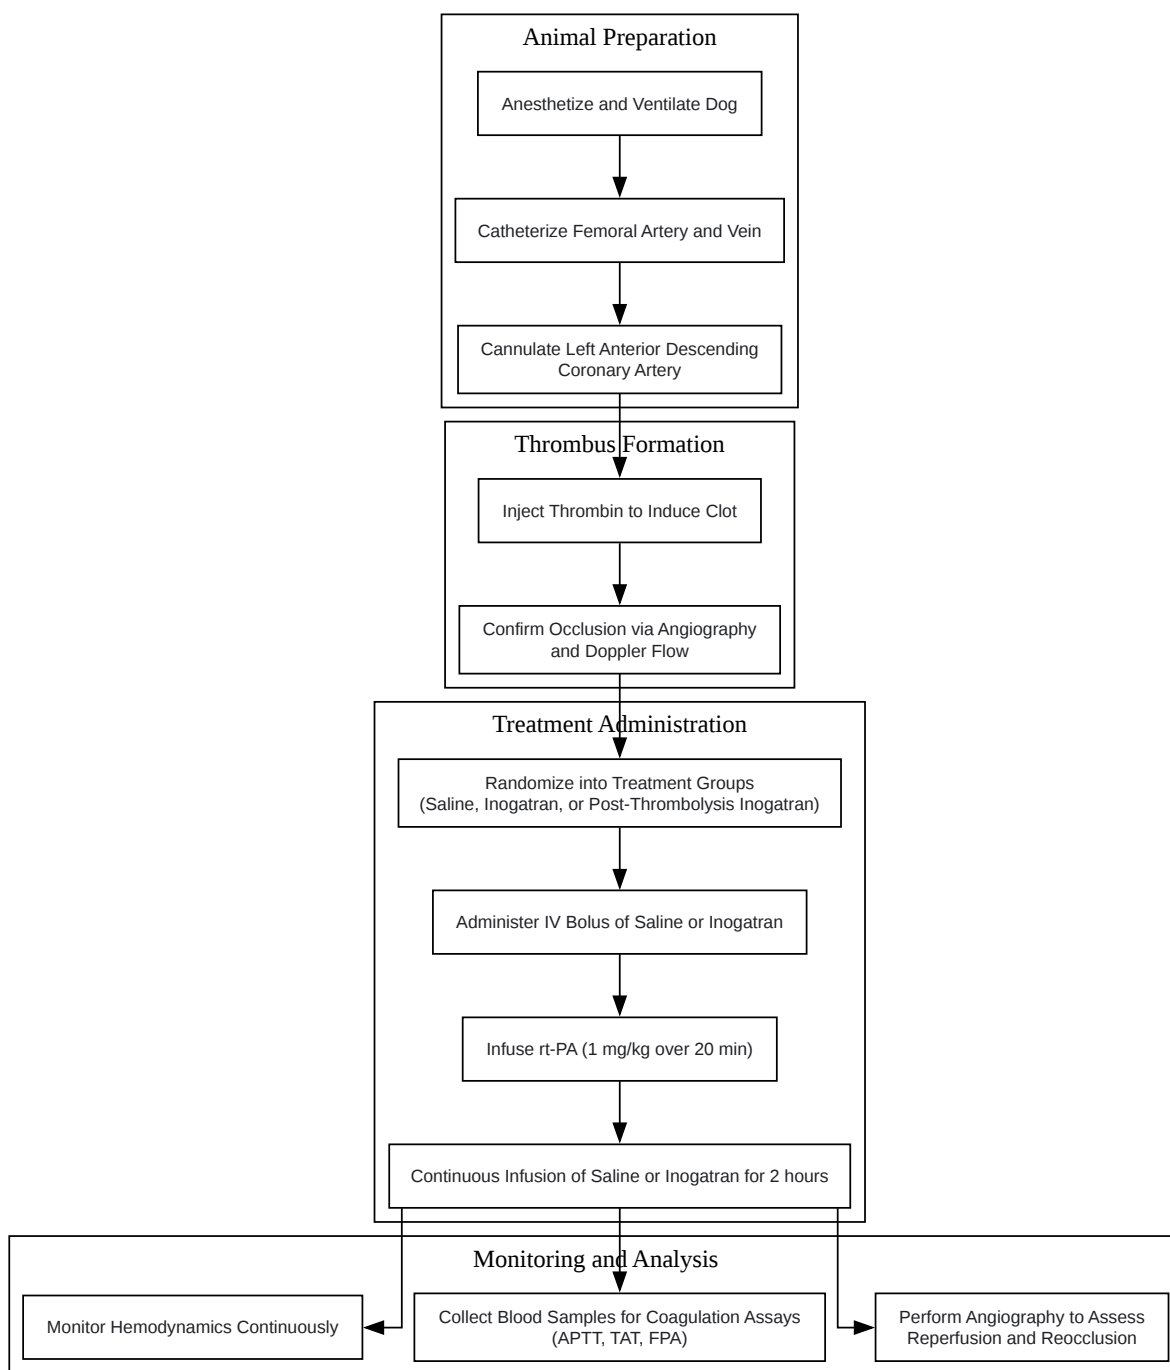 Animal Preparation
Anesthetize and Ventilate Dog
Catheterize Femoral Artery and Vein
Cannulate Left Anterior Descending
Coronary Artery
Thrombus Formation
Inject Thrombin to Induce Clot
Confirm Occlusion via Angiography
and Doppler Flow
Treatment Administration
Randomize into Treatment Groups
(Saline, Inogatran, or Post-Thrombolysis Inogatran)
Administer IV Bolus of Saline or Inogatran
Infuse rt-PA (1 mg/kg over 20 min)
Continuous Infusion of Saline or Inogatran for 2 hours
Monitoring and Analysis
Monitor Hemodynamics Continuously
Collect Blood Samples for Coagulation Assays
(APTT, TAT, FPA)
Perform Angiography to Assess
Reperfusion and Reocclusion